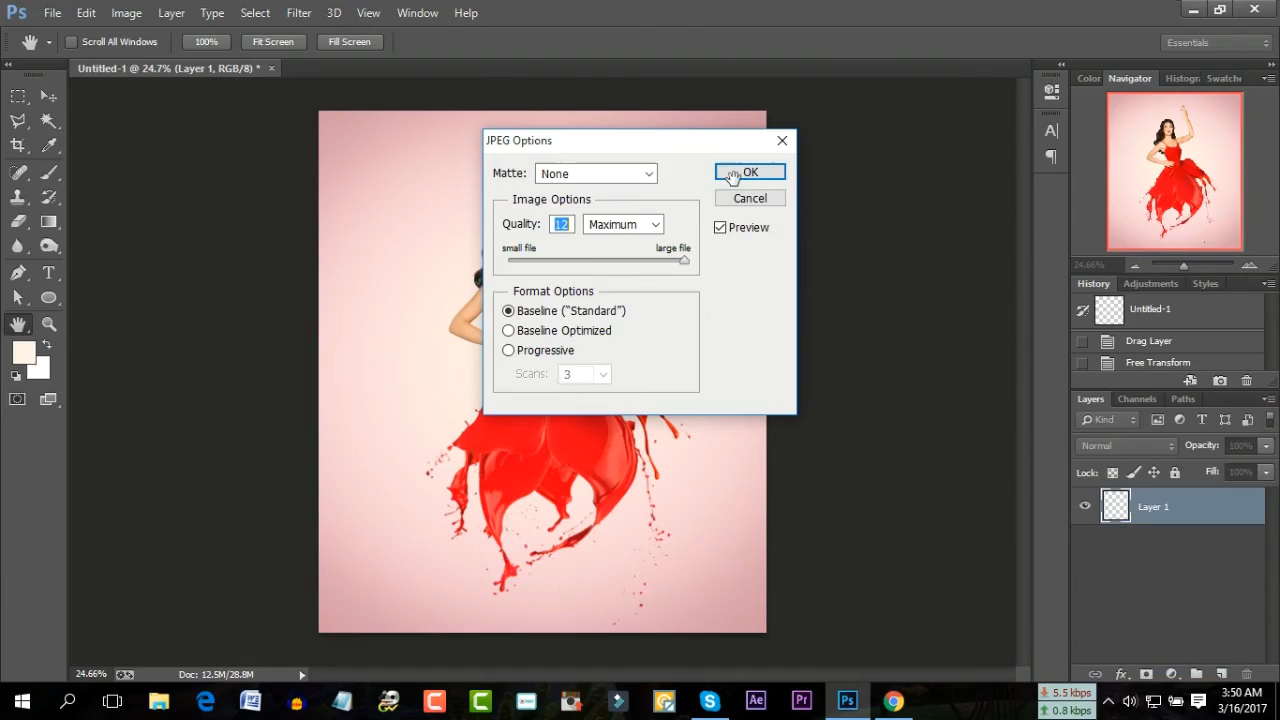 Ps File Edit Image Layer Type Select Filter 3D View Window Help
Scroll All Windows 100% Fit Screen Fill Screen Essentials
Untitled-1 @ 24.7% (Layer 1, RGB/8) *
Color Navigator Histogr Swatche
JPEG Options
Matte: None OK
Cancel
Image Options
Quality: 12 Maximum Preview
small file large file
Format Options
Baseline ("Standard")
Baseline Optimized
Progressive
Scans: 3
24.66%
History Adjustments Styles
Untitled-1
Drag Layer
Free Transform
Layers Channels Paths
Kind
Normal Opacity: 100%
Lock: Fill: 100%
Layer 1
24.66% Doc: 12.5M/28.8M
Ae Pr Ps
5.5 kbps
0.8 kbps
3:50 AM
3/16/2017